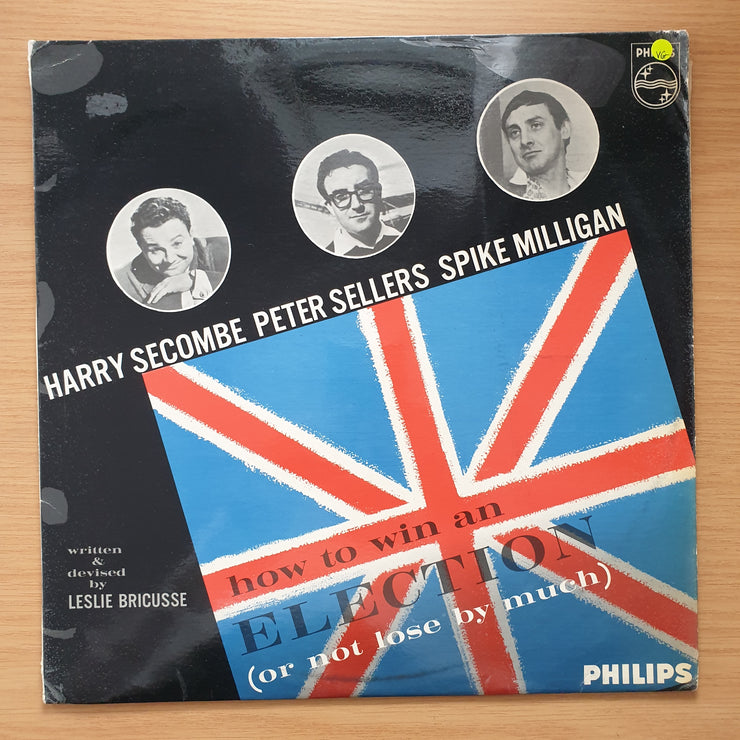 PHILIPS
VG
HARRY SECOMBE PETER SELLERS SPIKE MILLIGAN
how to win an
ELECTION
(or not lose by much)
written
&
devised
by
LESLIE BRICUSSE
PHILIPS